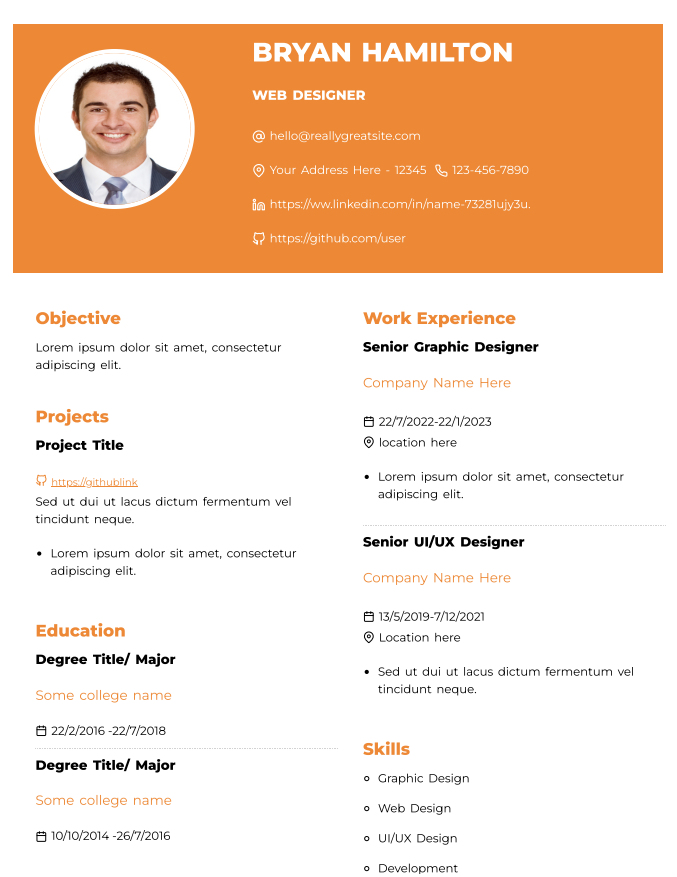 BRYAN HAMILTON
WEB DESIGNER
hello@reallygreatsite.com
Your Address Here - 12345 123-456-7890
https://ww.linkedin.com/in/name-73281ujy3u.
https://github.com/user
Objective
Lorem ipsum dolor sit amet, consectetur
adipiscing elit.
Projects
Project Title
https://githublink
Sed ut dui ut lacus dictum fermentum vel
tincidunt neque.
• Lorem ipsum dolor sit amet, consectetur
adipiscing elit.
Education
Degree Title/ Major
Some college name
22/2/2016 -22/7/2018
Degree Title/ Major
Some college name
10/10/2014 -26/7/2016
Work Experience
Senior Graphic Designer
Company Name Here
22/7/2022-22/1/2023
location here
• Lorem ipsum dolor sit amet, consectetur
adipiscing elit.
Senior UI/UX Designer
Company Name Here
13/5/2019-7/12/2021
Location here
• Sed ut dui ut lacus dictum fermentum vel
tincidunt neque.
Skills
Graphic Design
Web Design
UI/UX Design
Development